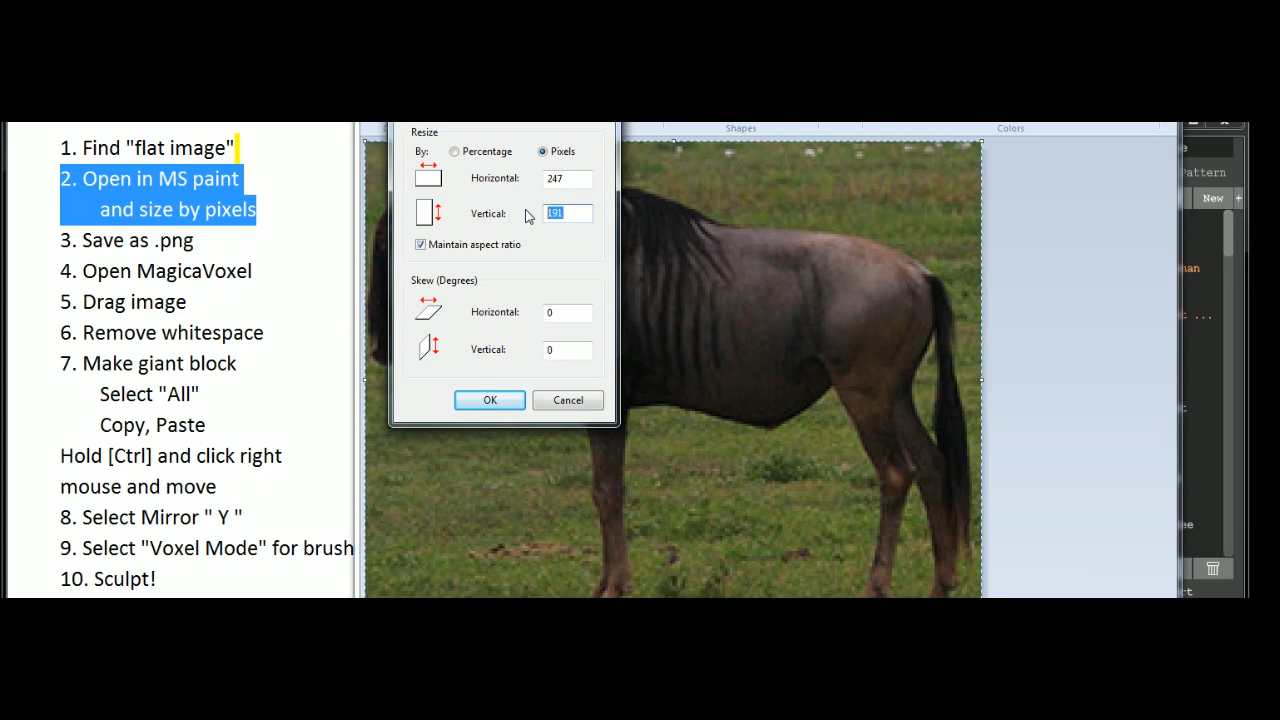 1. Find "flat image"
2. Open in MS paint
and size by pixels
3. Save as .png
4. Open MagicaVoxel
5. Drag image
6. Remove whitespace
7. Make giant block
Select "All"
Copy, Paste
Hold [Ctrl] and click right
mouse and move
8. Select Mirror " Y "
9. Select "Voxel Mode" for brush
10. Sculpt!
Resize
By: Percentage Pixels
Horizontal: 247
Vertical: 191
Maintain aspect ratio
Skew (Degrees)
Horizontal: 0
Vertical: 0
OK Cancel
Shapes Colors
Pattern
New +